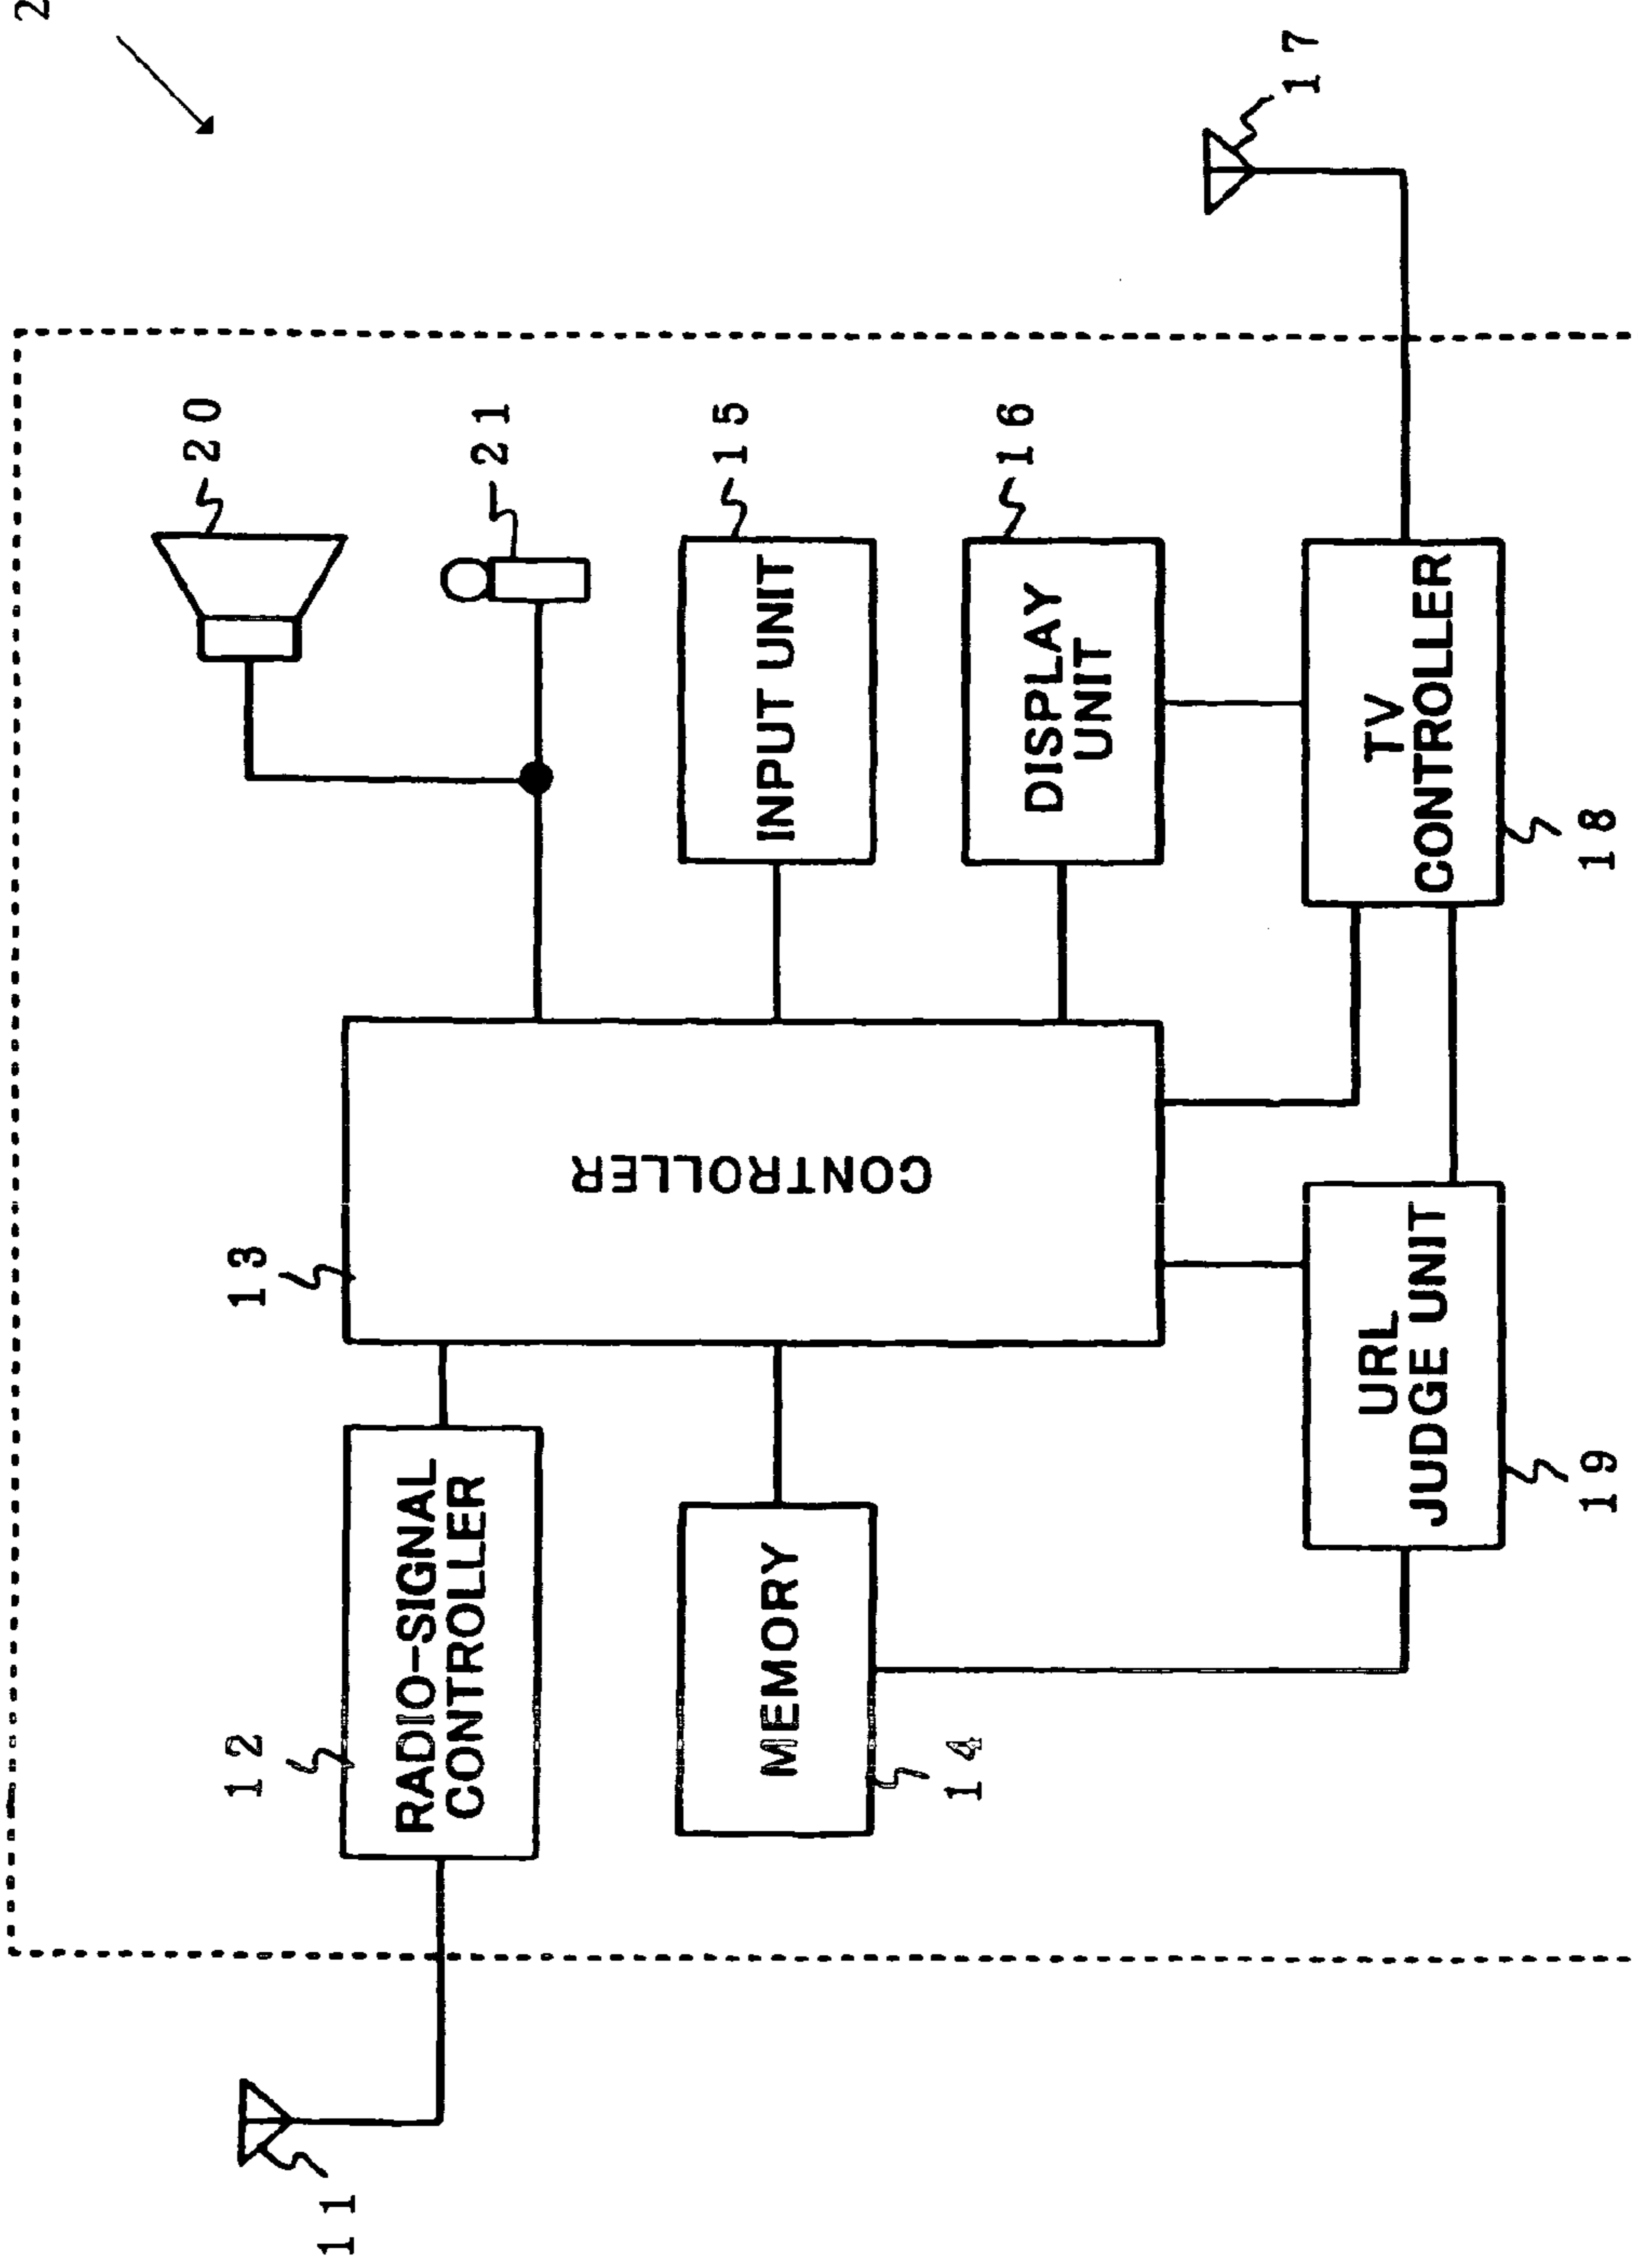 2
20
21
15
INPUT UNIT
16
DISPLAY
UNIT
17
TV
CONTROLLER
18
13
CONTROLLER
12
RADIO-SIGNAL
CONTROLLER
MEMORY
14
URL
JUDGE UNIT
19
11